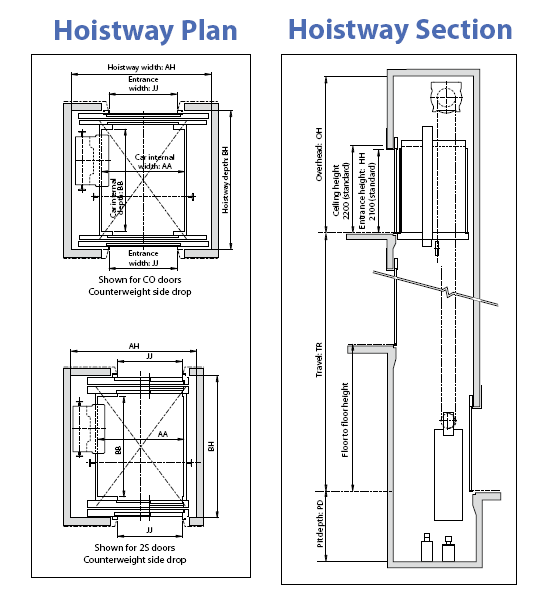 Hoistway Plan
Hoistway width: AH
Entrance
width: JJ
Car internal
width: AA
Car internal
depth: BB
Hoistway depth: BH
Entrance
width: JJ
Shown for CO doors
Counterweight side drop
AH
JJ
AA
BB
BH
JJ
Shown for 2S doors
Counterweight side drop
Hoistway Section
Overhead: OH
Ceiling height
2200 (standard)
Entrance height: HH
2100 (standard)
Travel: TR
Floor to floor height
Pit depth: PD